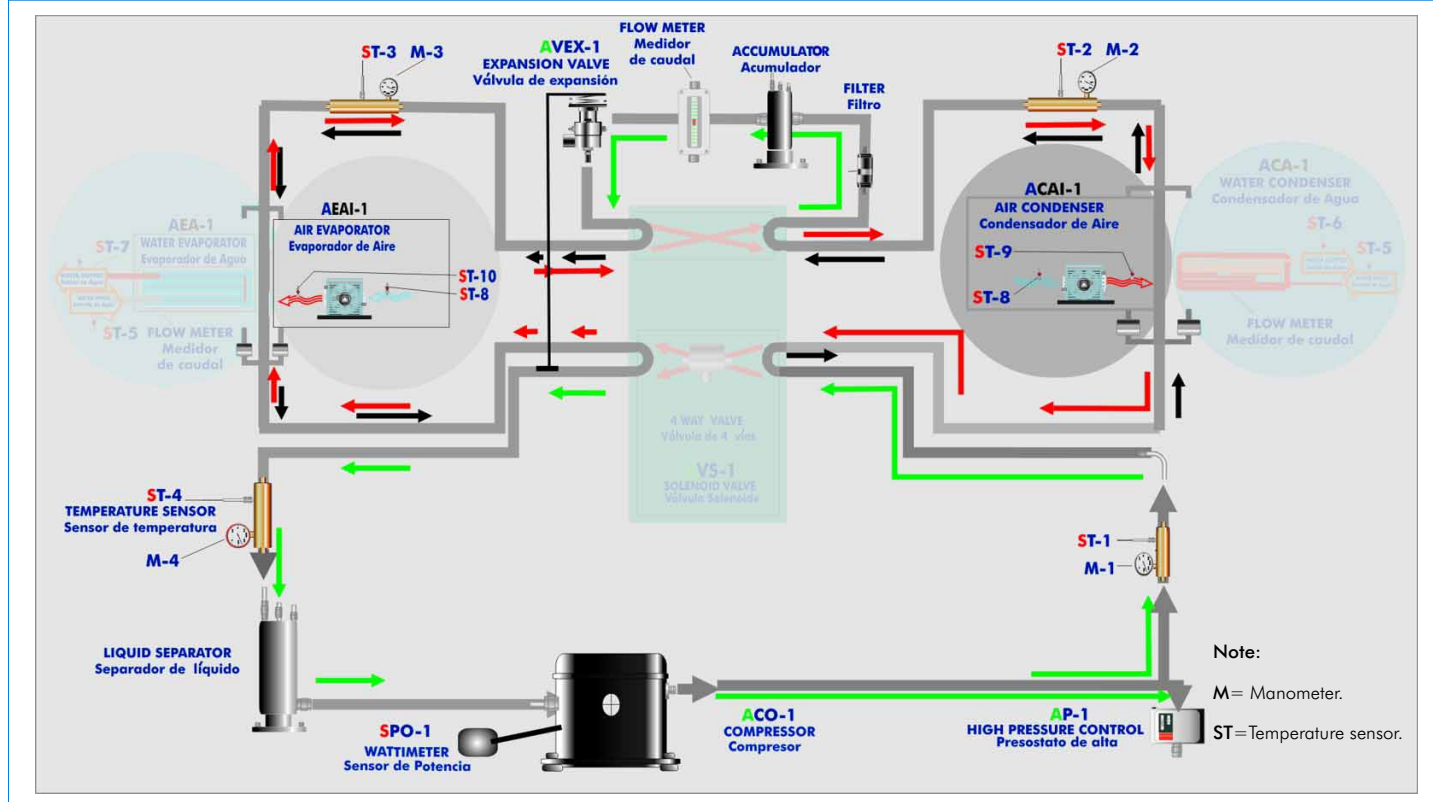 FLOW METER
Medidor
de caudal
AVEX-1
EXPANSION VALVE
Válvula de expansión
ACCUMULATOR
Acumulador
FILTER
Filtro
ST-3 M-3
ST-2 M-2
AEA-1
WATER EVAPORATOR
Evaporador de Agua
ST-7
ST-5
FLOW METER
Medidor
de caudal
AEAI-1
AIR EVAPORATOR
Evaporador de Aire
ST-10
ST-8
ACAI-1
AIR CONDENSER
Condensador de Aire
ST-9
ST-8
ACA-1
WATER CONDENSER
Condensador de Agua
ST-6
ST-5
FLOW METER
Medidor de caudal
4 WAY VALVE
Válvula de 4 vías
VS-1
SOLENOID VALVE
Válvula Solenoide
ST-4
TEMPERATURE SENSOR
Sensor de temperatura
M-4
ST-1
M-1
LIQUID SEPARATOR
Separador de líquido
SPO-1
WATTIMETER
Sensor de Potencia
ACO-1
COMPRESSOR
Compresor
AP-1
HIGH PRESSURE CONTROL
Presostato de alta
Note:
M= Manometer.
ST=Temperature sensor.